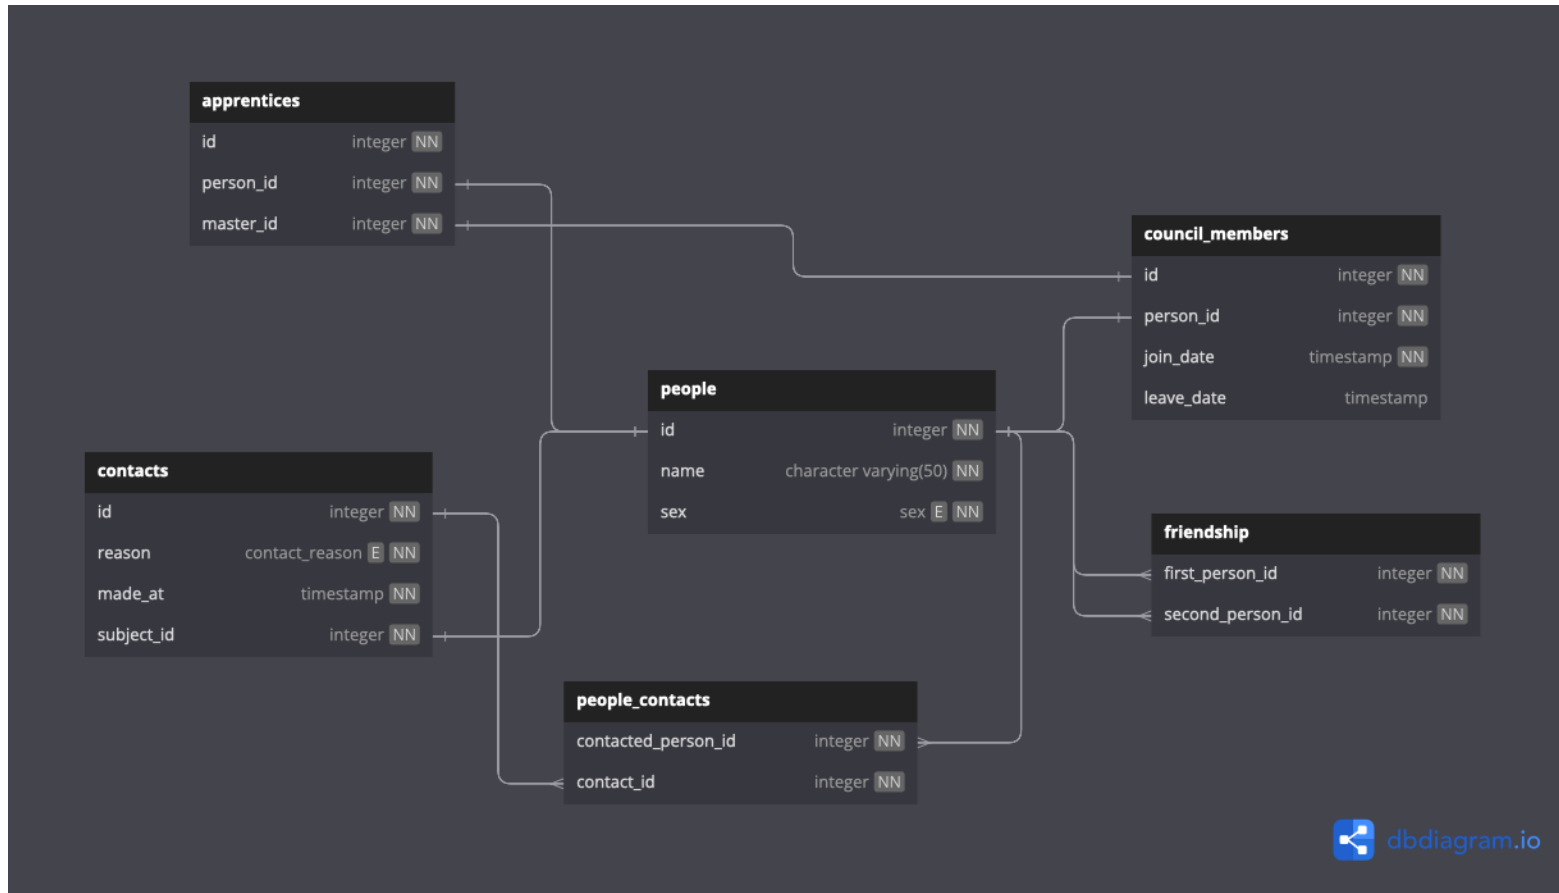 apprentices
id integer NN
person_id integer NN
master_id integer NN
council_members
id integer NN
person_id integer NN
join_date timestamp NN
leave_date timestamp
people
id integer NN
name character varying(50) NN
sex sex E NN
contacts
id integer NN
reason contact_reason E NN
made_at timestamp NN
subject_id integer NN
friendship
first_person_id integer NN
second_person_id integer NN
people_contacts
contacted_person_id integer NN
contact_id integer NN
dbdiagram.io